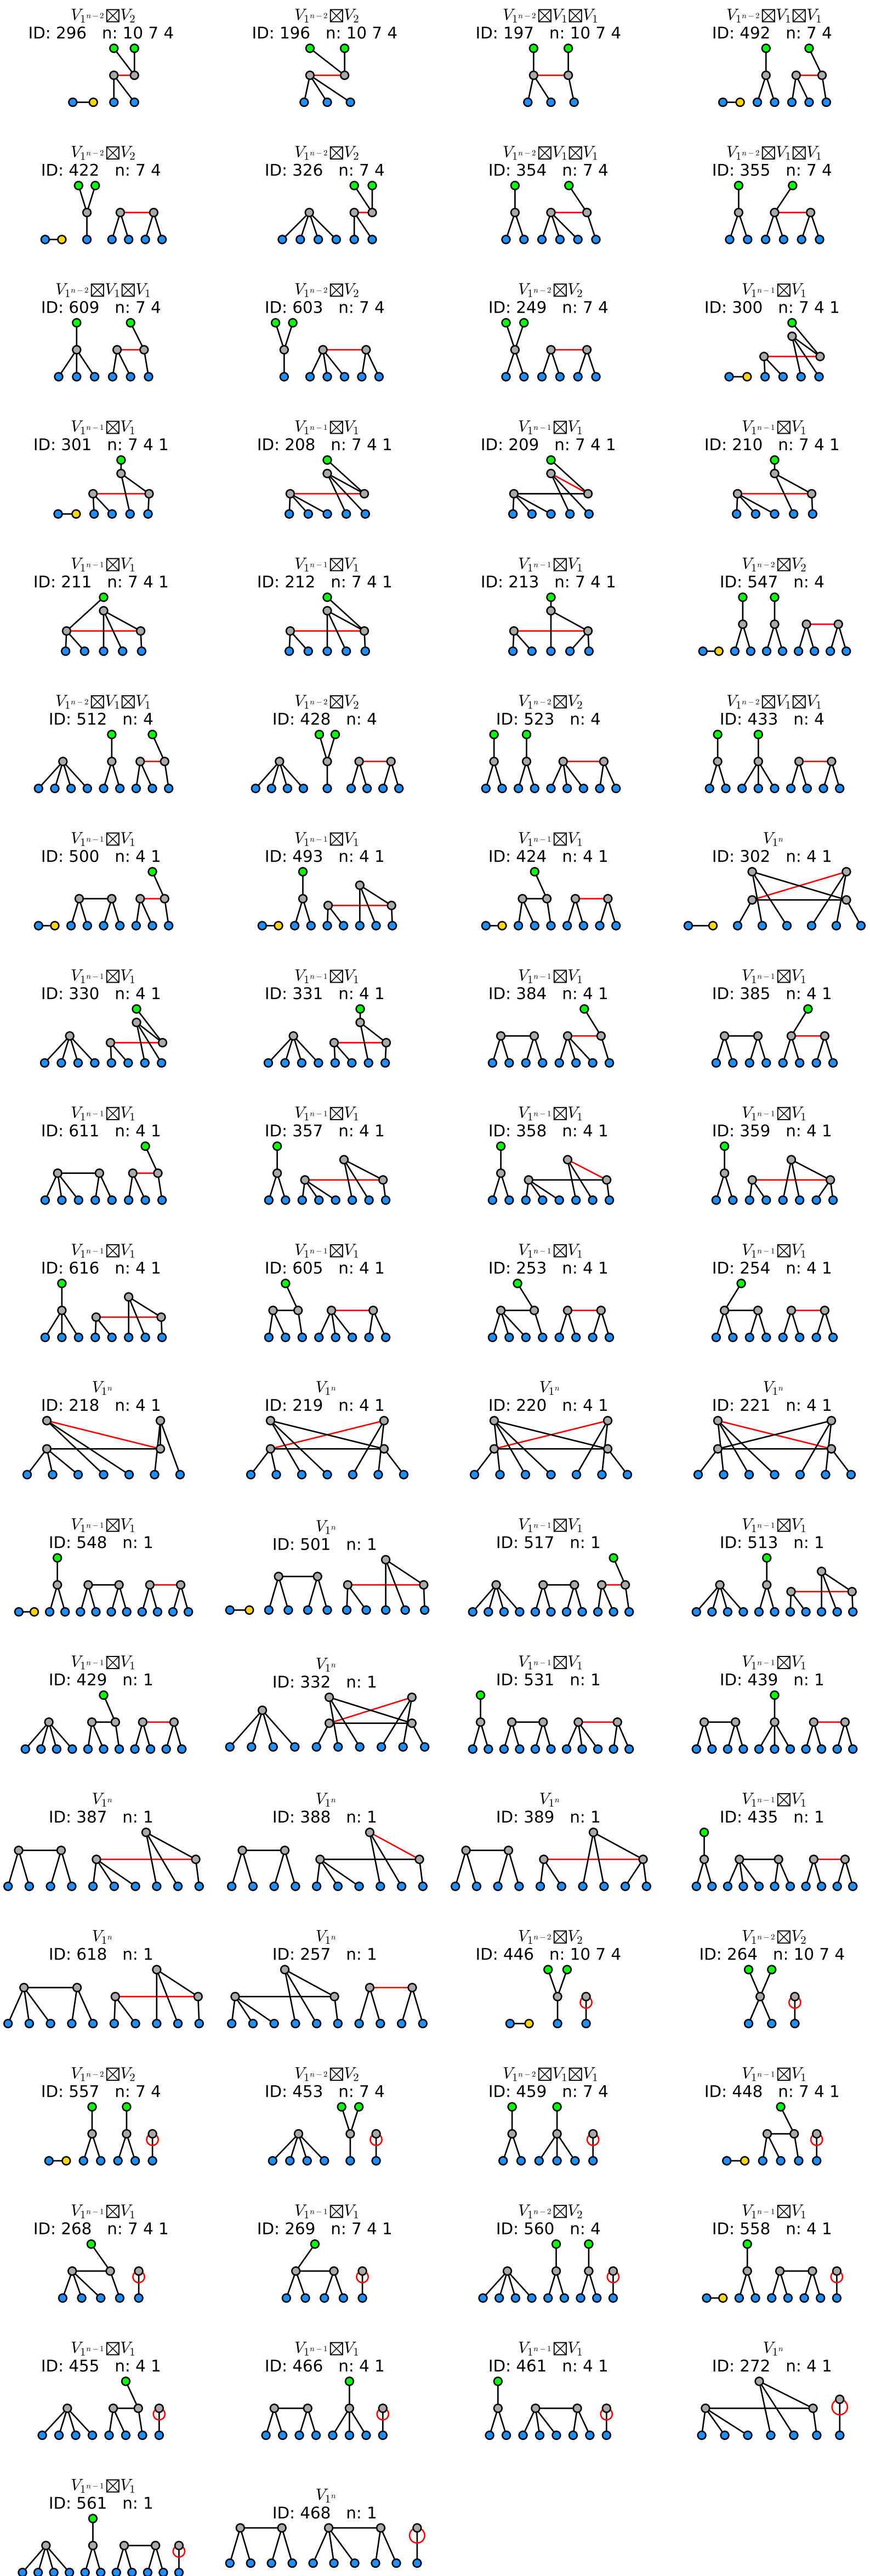 V_{1^{n-2}}⊠V_2
ID: 296 n: 10 7 4
V_{1^{n-2}}⊠V_2
ID: 196 n: 10 7 4
V_{1^{n-2}}⊠V_1⊠V_1
ID: 197 n: 10 7 4
V_{1^{n-2}}⊠V_1⊠V_1
ID: 492 n: 7 4
V_{1^{n-2}}⊠V_2
ID: 422 n: 7 4
V_{1^{n-2}}⊠V_2
ID: 326 n: 7 4
V_{1^{n-2}}⊠V_1⊠V_1
ID: 354 n: 7 4
V_{1^{n-2}}⊠V_1⊠V_1
ID: 355 n: 7 4
V_{1^{n-2}}⊠V_1⊠V_1
ID: 609 n: 7 4
V_{1^{n-2}}⊠V_2
ID: 603 n: 7 4
V_{1^{n-2}}⊠V_2
ID: 249 n: 7 4
V_{1^{n-1}}⊠V_1
ID: 300 n: 7 4 1
V_{1^{n-1}}⊠V_1
ID: 301 n: 7 4 1
V_{1^{n-1}}⊠V_1
ID: 208 n: 7 4 1
V_{1^{n-1}}⊠V_1
ID: 209 n: 7 4 1
V_{1^{n-1}}⊠V_1
ID: 210 n: 7 4 1
V_{1^{n-1}}⊠V_1
ID: 211 n: 7 4 1
V_{1^{n-1}}⊠V_1
ID: 212 n: 7 4 1
V_{1^{n-1}}⊠V_1
ID: 213 n: 7 4 1
V_{1^{n-2}}⊠V_2
ID: 547 n: 4
V_{1^{n-2}}⊠V_1⊠V_1
ID: 512 n: 4
V_{1^{n-2}}⊠V_2
ID: 428 n: 4
V_{1^{n-2}}⊠V_2
ID: 523 n: 4
V_{1^{n-2}}⊠V_1⊠V_1
ID: 433 n: 4
V_{1^{n-1}}⊠V_1
ID: 500 n: 4 1
V_{1^{n-1}}⊠V_1
ID: 493 n: 4 1
V_{1^{n-1}}⊠V_1
ID: 424 n: 4 1
V_{1^n}
ID: 302 n: 4 1
V_{1^{n-1}}⊠V_1
ID: 330 n: 4 1
V_{1^{n-1}}⊠V_1
ID: 331 n: 4 1
V_{1^{n-1}}⊠V_1
ID: 384 n: 4 1
V_{1^{n-1}}⊠V_1
ID: 385 n: 4 1
V_{1^{n-1}}⊠V_1
ID: 611 n: 4 1
V_{1^{n-1}}⊠V_1
ID: 357 n: 4 1
V_{1^{n-1}}⊠V_1
ID: 358 n: 4 1
V_{1^{n-1}}⊠V_1
ID: 359 n: 4 1
V_{1^{n-1}}⊠V_1
ID: 616 n: 4 1
V_{1^{n-1}}⊠V_1
ID: 605 n: 4 1
V_{1^{n-1}}⊠V_1
ID: 253 n: 4 1
V_{1^{n-1}}⊠V_1
ID: 254 n: 4 1
V_{1^n}
ID: 218 n: 4 1
V_{1^n}
ID: 219 n: 4 1
V_{1^n}
ID: 220 n: 4 1
V_{1^n}
ID: 221 n: 4 1
V_{1^{n-1}}⊠V_1
ID: 548 n: 1
V_{1^n}
ID: 501 n: 1
V_{1^{n-1}}⊠V_1
ID: 517 n: 1
V_{1^{n-1}}⊠V_1
ID: 513 n: 1
V_{1^{n-1}}⊠V_1
ID: 429 n: 1
V_{1^n}
ID: 332 n: 1
V_{1^{n-1}}⊠V_1
ID: 531 n: 1
V_{1^{n-1}}⊠V_1
ID: 439 n: 1
V_{1^n}
ID: 387 n: 1
V_{1^n}
ID: 388 n: 1
V_{1^n}
ID: 389 n: 1
V_{1^{n-1}}⊠V_1
ID: 435 n: 1
V_{1^n}
ID: 618 n: 1
V_{1^n}
ID: 257 n: 1
V_{1^{n-2}}⊠V_2
ID: 446 n: 10 7 4
V_{1^{n-2}}⊠V_2
ID: 264 n: 10 7 4
V_{1^{n-2}}⊠V_2
ID: 557 n: 7 4
V_{1^{n-2}}⊠V_2
ID: 453 n: 7 4
V_{1^{n-2}}⊠V_1⊠V_1
ID: 459 n: 7 4
V_{1^{n-1}}⊠V_1
ID: 448 n: 7 4 1
V_{1^{n-1}}⊠V_1
ID: 268 n: 7 4 1
V_{1^{n-1}}⊠V_1
ID: 269 n: 7 4 1
V_{1^{n-2}}⊠V_2
ID: 560 n: 4
V_{1^{n-1}}⊠V_1
ID: 558 n: 4 1
V_{1^{n-1}}⊠V_1
ID: 455 n: 4 1
V_{1^{n-1}}⊠V_1
ID: 466 n: 4 1
V_{1^{n-1}}⊠V_1
ID: 461 n: 4 1
V_{1^n}
ID: 272 n: 4 1
V_{1^{n-1}}⊠V_1
ID: 561 n: 1
V_{1^n}
ID: 468 n: 1